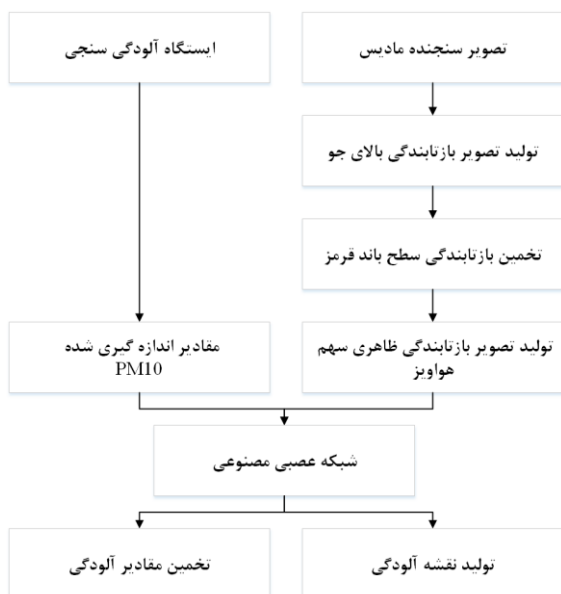 تصویر سنجنده مادیس
ایستگاه آلودگی سنجی
تولید تصویر بازتابندگی بالای جو
تخمین بازتابندگی سطح باند قرمز
تولید تصویر بازتابندگی ظاهری سهم
هواویز
مقادیر اندازه گیری شده
PM10
شبکه عصبی مصنوعی
تولید نقشه آلودگی
تخمین مقادیر آلودگی